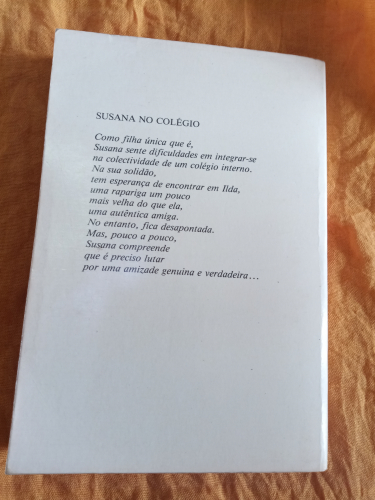 SUSANA NO COLÉGIO
Como filha única que é,
Susana sente dificuldades em integrar-se
na colectividade de um colégio interno.
Na sua solidão,
tem esperança de encontrar em Ilda,
uma rapariga um pouco
mais velha do que ela,
uma autêntica amiga.
No entanto, fica desapontada.
Mas, pouco a pouco,
Susana compreende
que é preciso lutar
por uma amizade genuína e verdadeira...